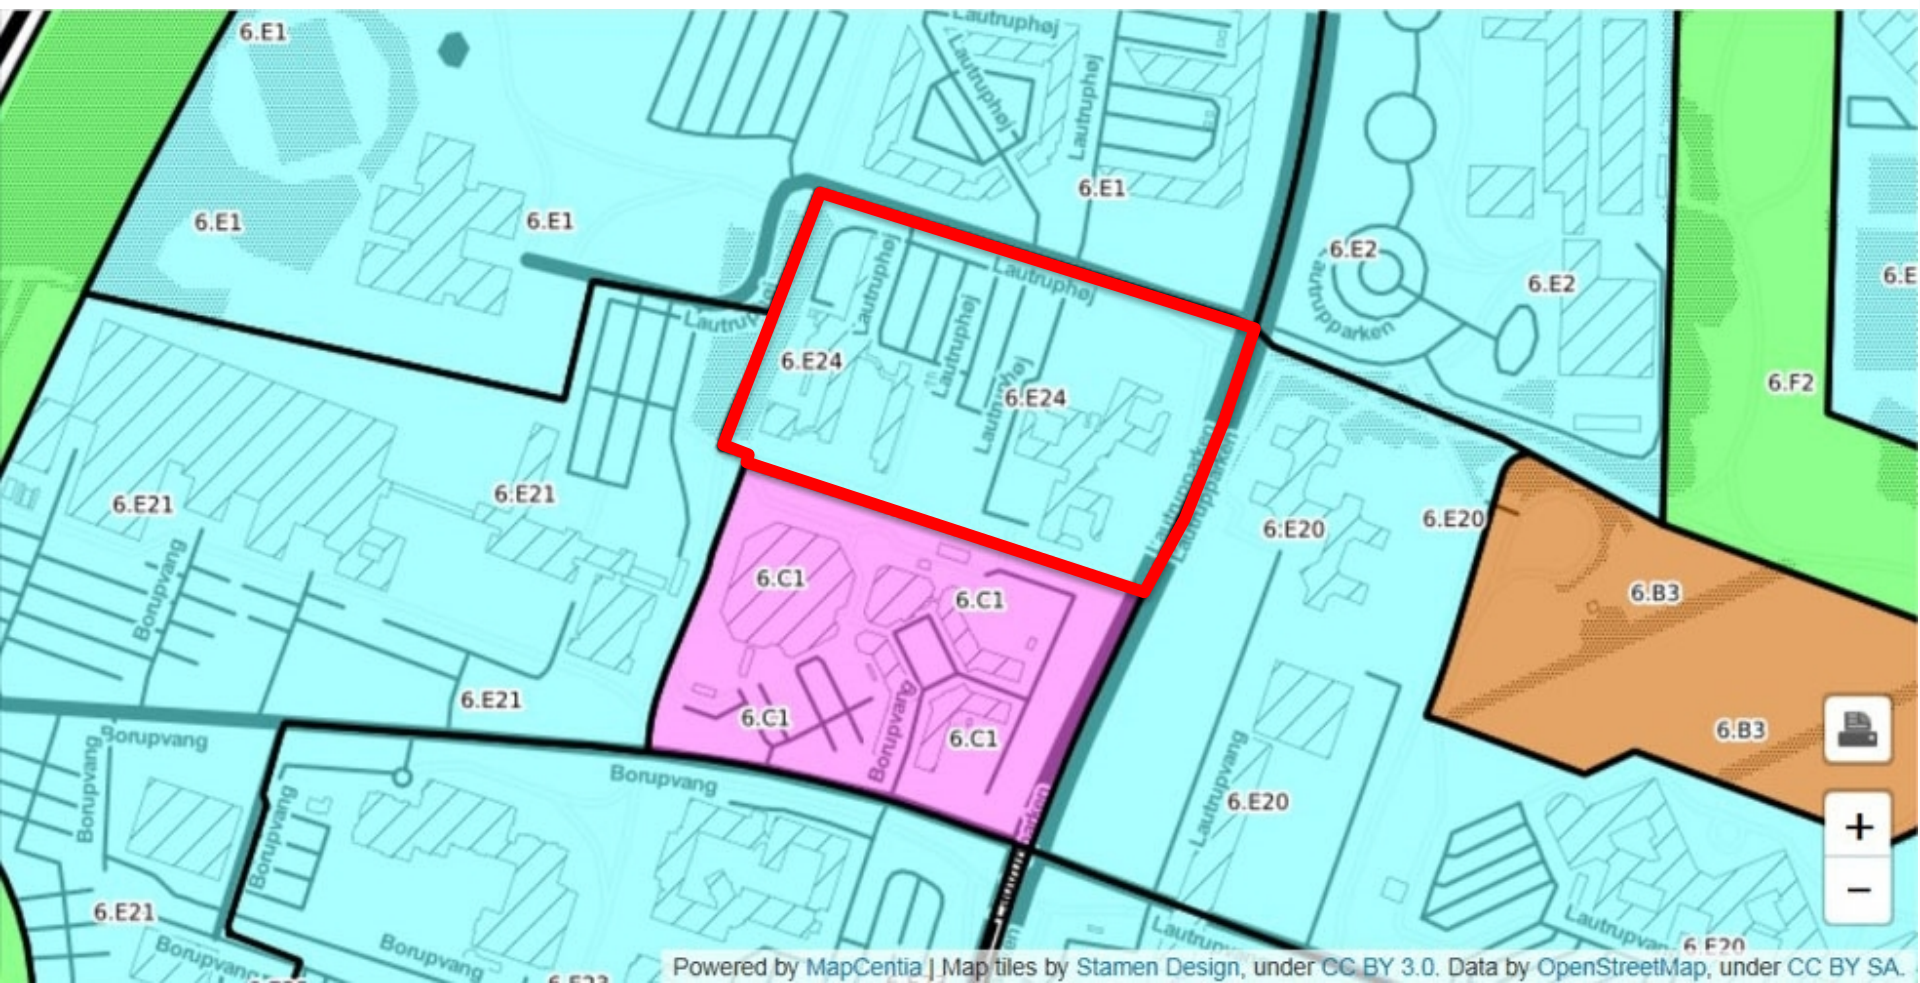 Lautruphøj
6.E1
Lautruphøj
Lautruphøj
6.E1
6.E1
6.E1
6.E2
6.E2
6.E
Lautruphøj
Lautruphøj
Lautrupparken
6.E24
Lautruphøj
Lautruphøj
6.E24
6.F2
6.E21
6.E21
Lautrupparken
Lautrupparken
6.E20
6.E20
Borupvang
6.C1
6.C1
6.B3
6.E21
6.C1
Borupvang
6.C1
6.B3
Borupvang
Borupvang
Borupvang
Borupvang
Lautrupvang
6.E20
+
−
6.E21
Borupvang
Borupvang
6.E20
Powered by MapCentia | Map tiles by Stamen Design, under CC BY 3.0. Data by OpenStreetMap, under CC BY SA.